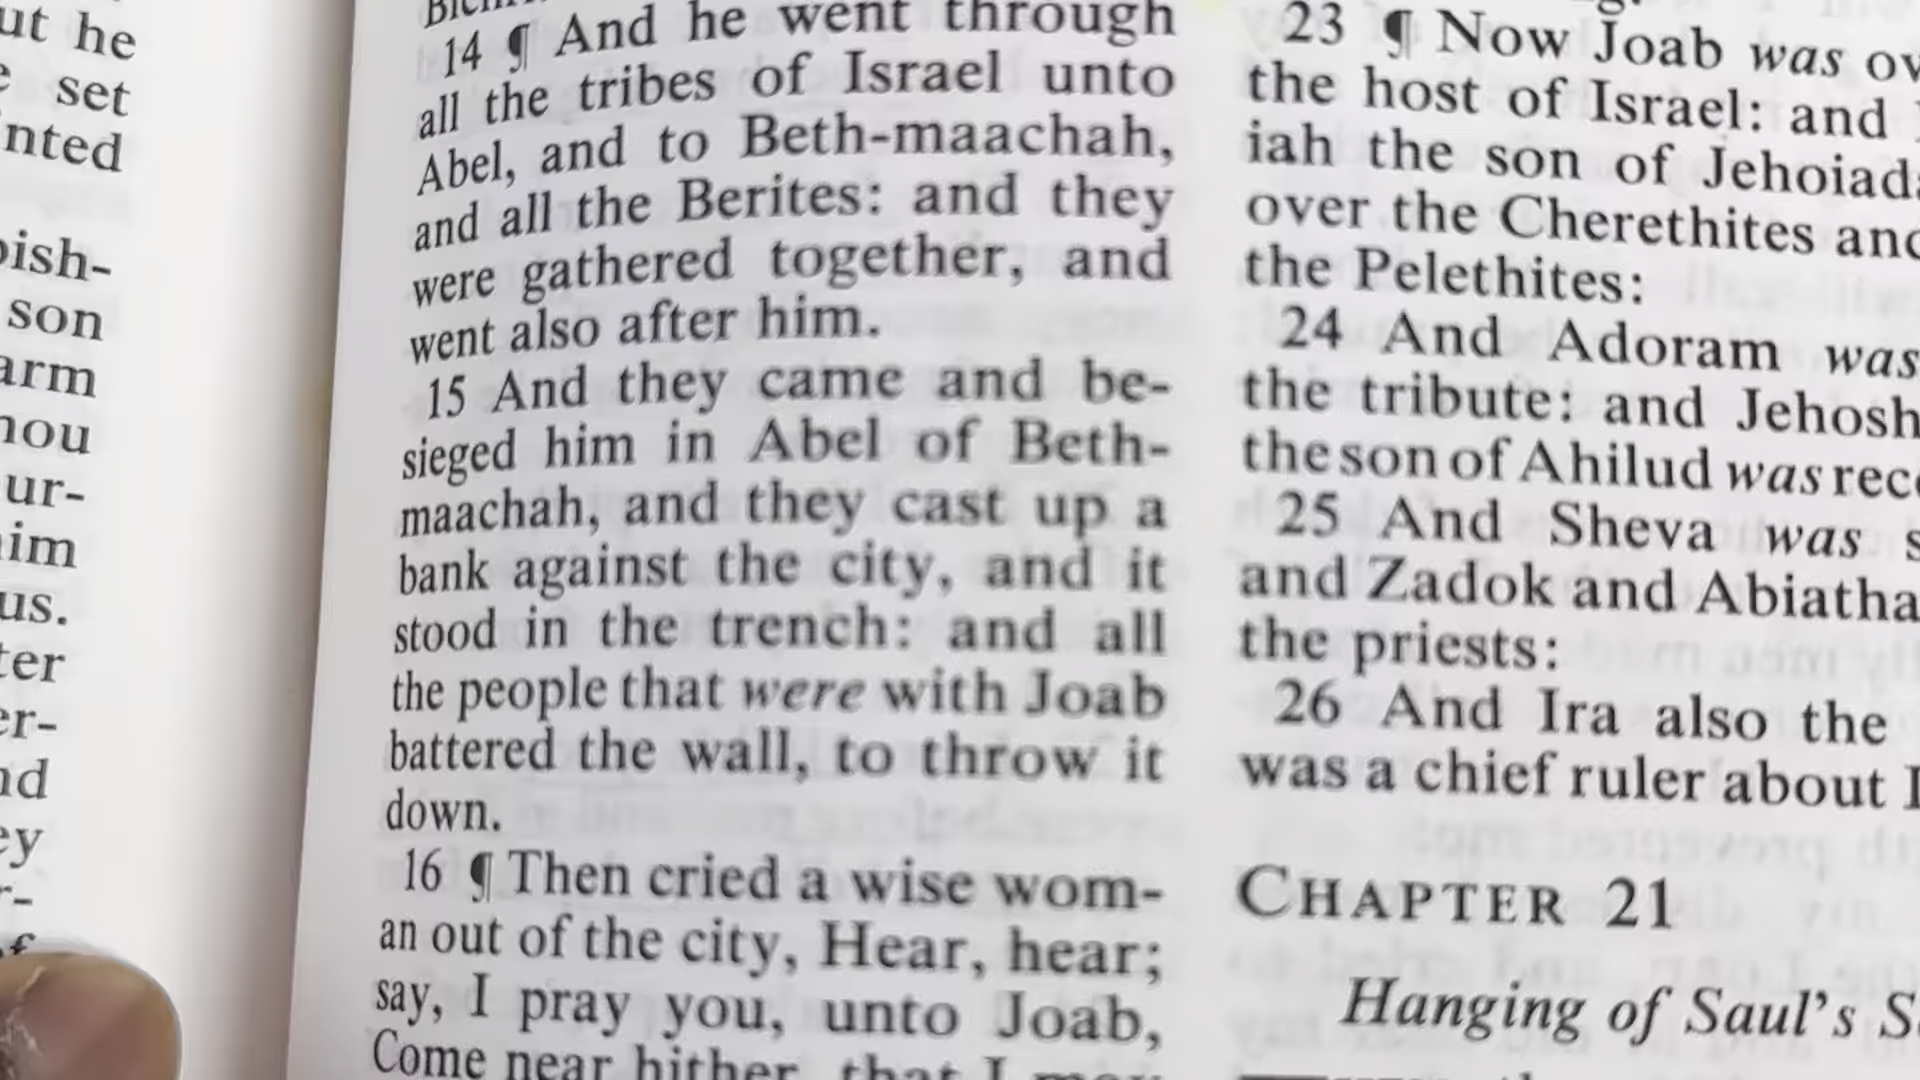 ut he
set
nted
pish-
son
arm
hou
ur-
him
us.
ter
er-
nd
ey
r-
14 ¶ And he went through
all the tribes of Israel unto
Abel, and to Beth-maachah,
and all the Berites: and they
were gathered together, and
went also after him.
15 And they came and be-
sieged him in Abel of Beth-
maachah, and they cast up a
bank against the city, and it
stood in the trench: and all
the people that were with Joab
battered the wall, to throw it
down.
16 ¶ Then cried a wise wom-
an out of the city, Hear, hear;
say, I pray you, unto Joab,
Come near hither, that I may
23 ¶ Now Joab was ov
the host of Israel: and
iah the son of Jehoiad
over the Cherethites and
the Pelethites:
24 And Adoram was
the tribute: and Jehosh
the son of Ahilud was rec
25 And Sheva was s
and Zadok and Abiatha
the priests:
26 And Ira also the
was a chief ruler about
CHAPTER 21
Hanging of Saul's S